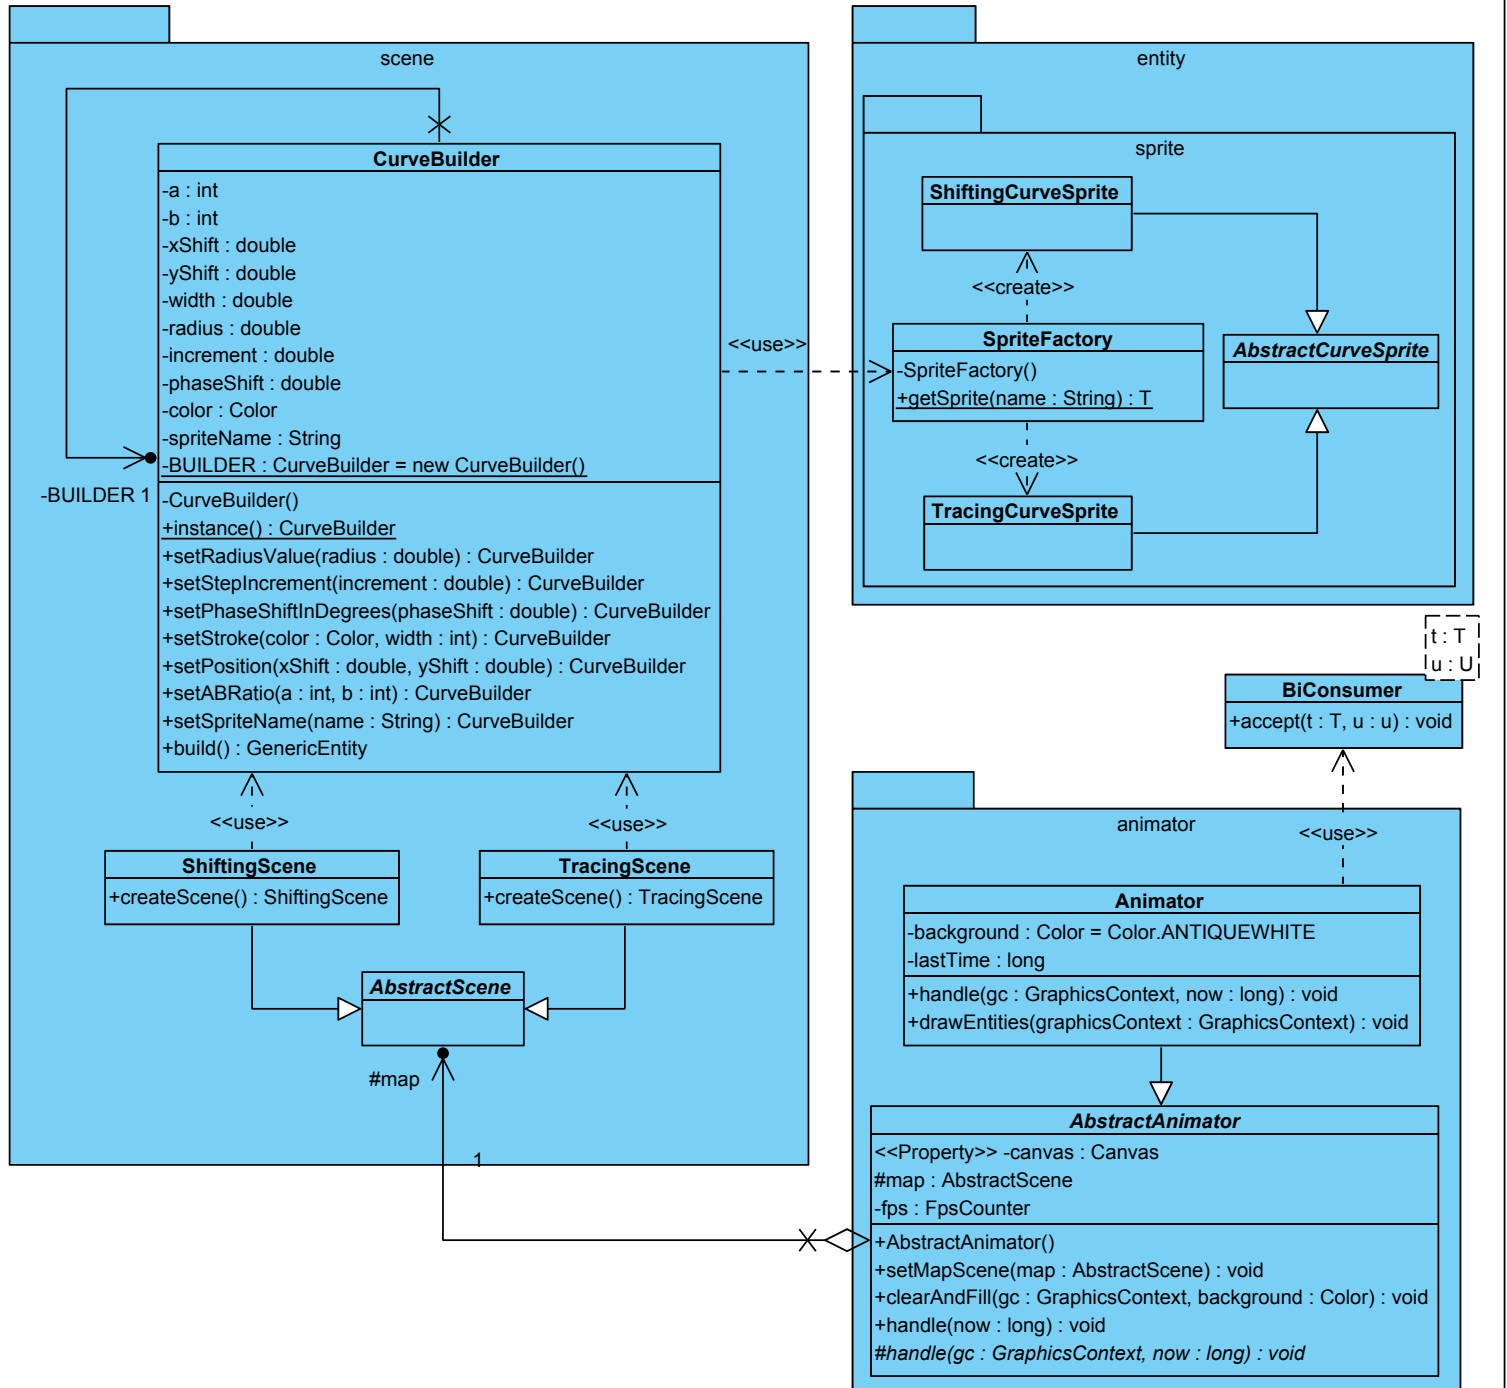 scene
CurveBuilder
-a : int
-b : int
-xShift : double
-yShift : double
-width : double
-radius : double
-increment : double
-phaseShift : double
-color : Color
-spriteName : String
-BUILDER : CurveBuilder = new CurveBuilder()
-BUILDER 1
-CurveBuilder()
+instance() : CurveBuilder
+setRadiusValue(radius : double) : CurveBuilder
+setStepIncrement(increment : double) : CurveBuilder
+setPhaseShiftInDegrees(phaseShift : double) : CurveBuilder
+setStroke(color : Color, width : int) : CurveBuilder
+setPosition(xShift : double, yShift : double) : CurveBuilder
+setABRatio(a : int, b : int) : CurveBuilder
+setSpriteName(name : String) : CurveBuilder
+build() : GenericEntity
<<use>>
<<use>>
ShiftingScene
+createScene() : ShiftingScene
TracingScene
+createScene() : TracingScene
AbstractScene
#map
1
<<use>>
entity
sprite
ShiftingCurveSprite
<<create>>
SpriteFactory
-SpriteFactory()
+getSprite(name : String) : T
AbstractCurveSprite
<<create>>
TracingCurveSprite
t : T
u : U
BiConsumer
+accept(t : T, u : u) : void
animator
<<use>>
Animator
-background : Color = Color.ANTIQUEWHITE
-lastTime : long
+handle(gc : GraphicsContext, now : long) : void
+drawEntities(graphicsContext : GraphicsContext) : void
AbstractAnimator
<<Property>> -canvas : Canvas
#map : AbstractScene
-fps : FpsCounter
+AbstractAnimator()
+setMapScene(map : AbstractScene) : void
+clearAndFill(gc : GraphicsContext, background : Color) : void
+handle(now : long) : void
#handle(gc : GraphicsContext, now : long) : void